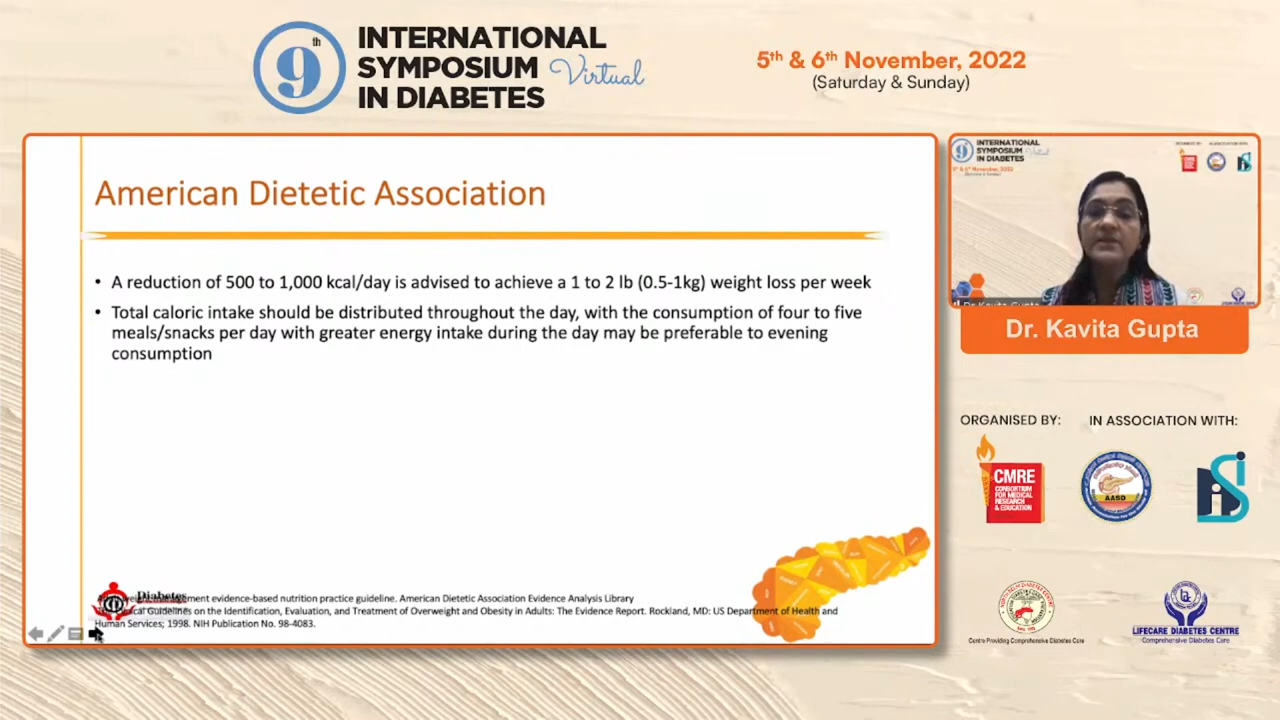 9th
INTERNATIONAL
SYMPOSIUM Virtual
IN DIABETES
5th & 6th November, 2022
(Saturday & Sunday)
American Dietetic Association
• A reduction of 500 to 1,000 kcal/day is advised to achieve a 1 to 2 lb (0.5-1kg) weight loss per week
• Total caloric intake should be distributed throughout the day, with the consumption of four to five
meals/snacks per day with greater energy intake during the day may be preferable to evening
consumption
Diabetes
evidence-based nutrition practice guideline. American Dietetic Association Evidence Analysis Library
Guidelines on the Identification, Evaluation, and Treatment of Overweight and Obesity in Adults: The Evidence Report. Rockland, MD: US Department of Health and
Human Services; 1998. NIH Publication No. 98-4083.
9
INTERNATIONAL
SYMPOSIUM
IN DIABETES
Dr Kavita Gupta
Dr. Kavita Gupta
ORGANISED BY:
IN ASSOCIATION WITH:
CMRE
CONSORTIUM
FOR MEDICAL
RESEARCH
& EDUCATION
AASD
Centre Providing Comprehensive Diabetes Care
LIFECARE DIABETES CENTRE
Comprehensive Diabetes Care